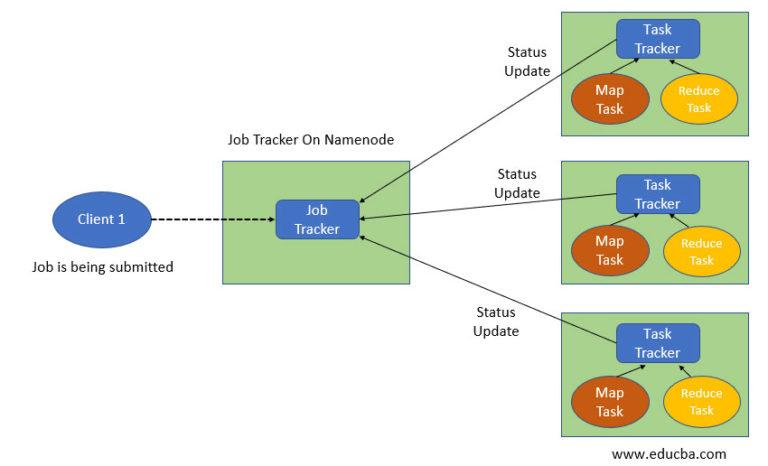 Client 1
Job is being submitted
Job Tracker On Namenode
Job
Tracker
Status
Update
Task
Tracker
Map
Task
Reduce
Task
Status
Update
Task
Tracker
Map
Task
Reduce
Task
Status
Update
Task
Tracker
Map
Task
Reduce
Task
www.educba.com